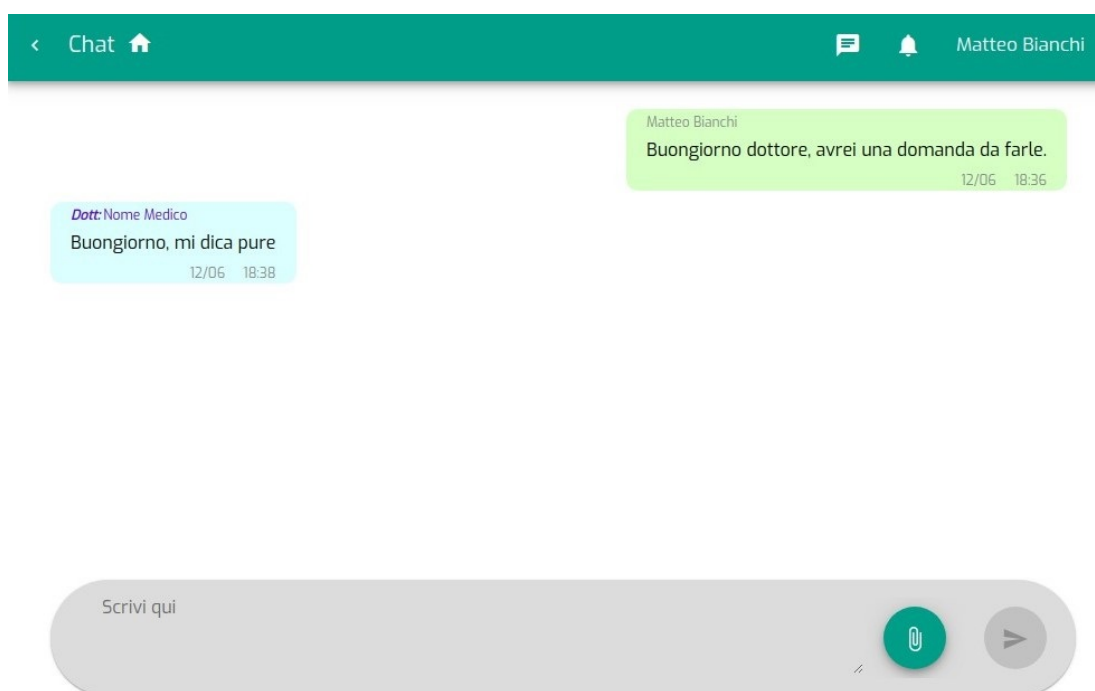 Chat
Matteo Bianchi
Matteo Bianchi
Buongiorno dottore, avrei una domanda da farle.
12/06 18:36
Dott: Nome Medico
Buongiorno, mi dica pure
12/06 18:38
Scrivi qui